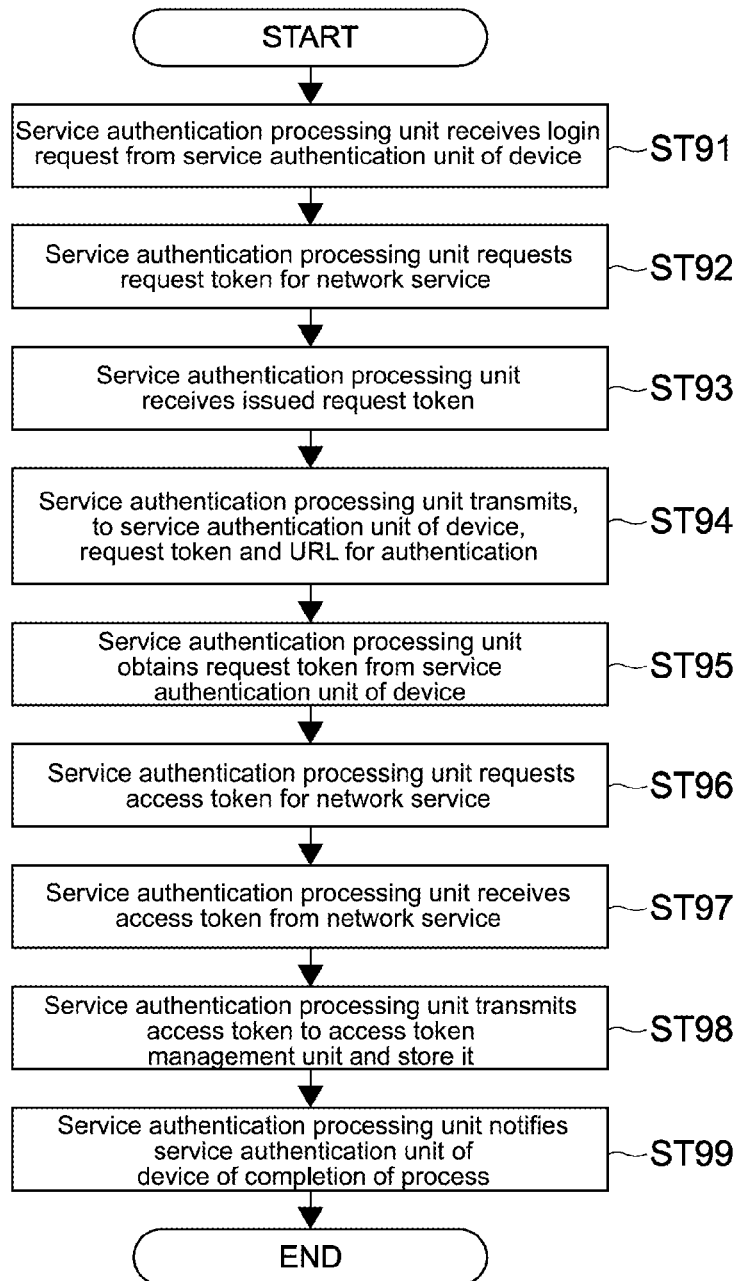 START
Service authentication processing unit receives login
request from service authentication unit of device
ST91
Service authentication processing unit requests
request token for network service
ST92
Service authentication processing unit
receives issued request token
ST93
Service authentication processing unit transmits,
to service authentication unit of device,
request token and URL for authentication
ST94
Service authentication processing unit
obtains request token from service
authentication unit of device
ST95
Service authentication processing unit requests
access token for network service
ST96
Service authentication processing unit receives
access token from network service
ST97
Service authentication processing unit transmits
access token to access token
management unit and store it
ST98
Service authentication processing unit notifies
service authentication unit of
device of completion of process
ST99
END